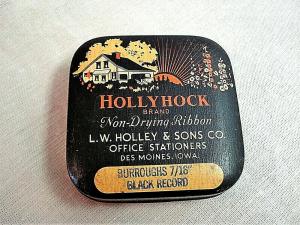 HOLLYHOCK
BRAND
Non-Drying Ribbon
L.W. HOLLEY & SONS CO.
OFFICE STATIONERS
DES MOINES, IOWA.
BURROUGHS 7/16"
BLACK RECORD